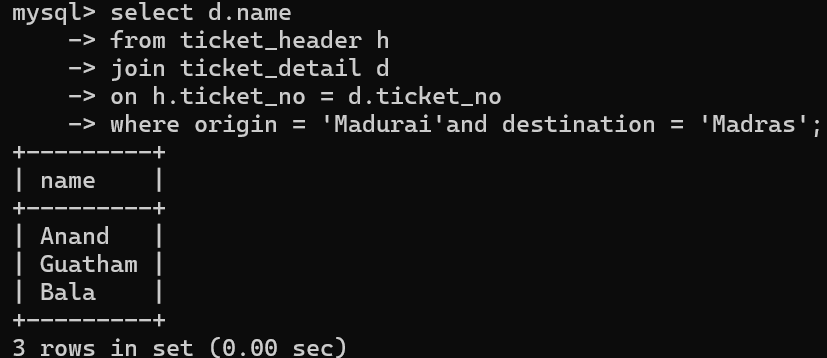 mysql> select d.name
    -> from ticket_header h
    -> join ticket_detail d
    -> on h.ticket_no = d.ticket_no
    -> where origin = 'Madurai'and destination = 'Madras';
+---------+
| name    |
+---------+
| Anand   |
| Guatham |
| Bala    |
+---------+
3 rows in set (0.00 sec)